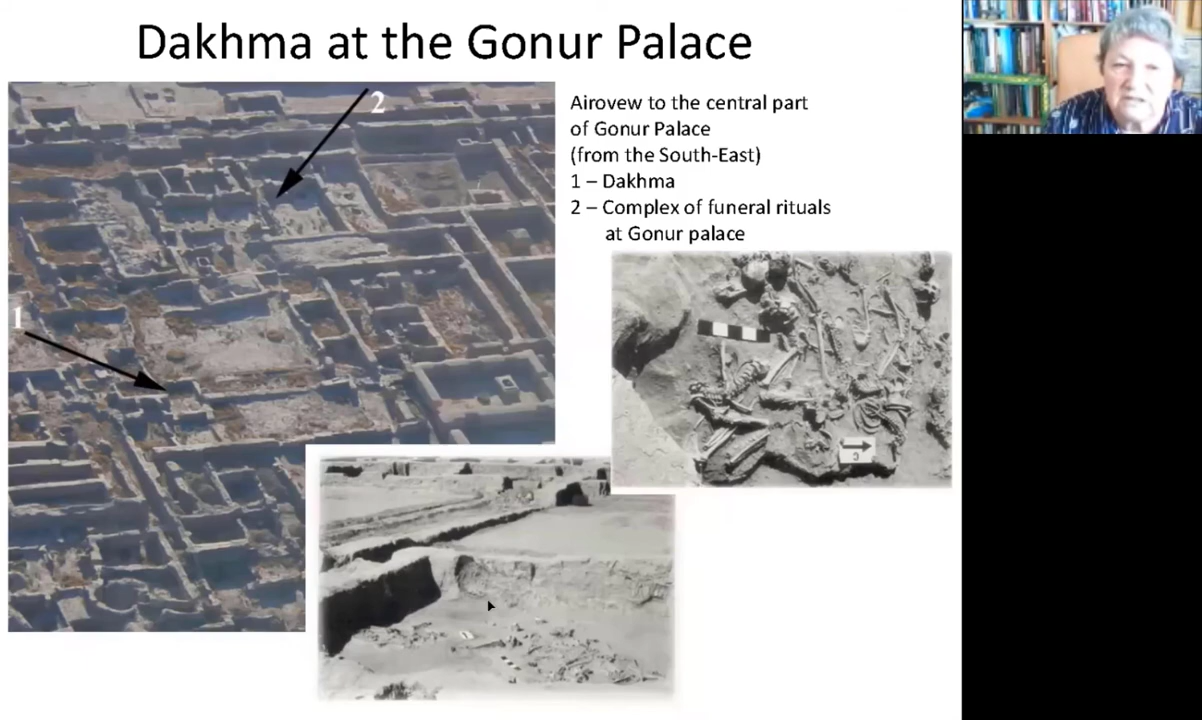 Dakhma at the Gonur Palace
2
1
Airovew to the central part
of Gonur Palace
(from the South-East)
1 – Dakhma
2 – Complex of funeral rituals
at Gonur palace